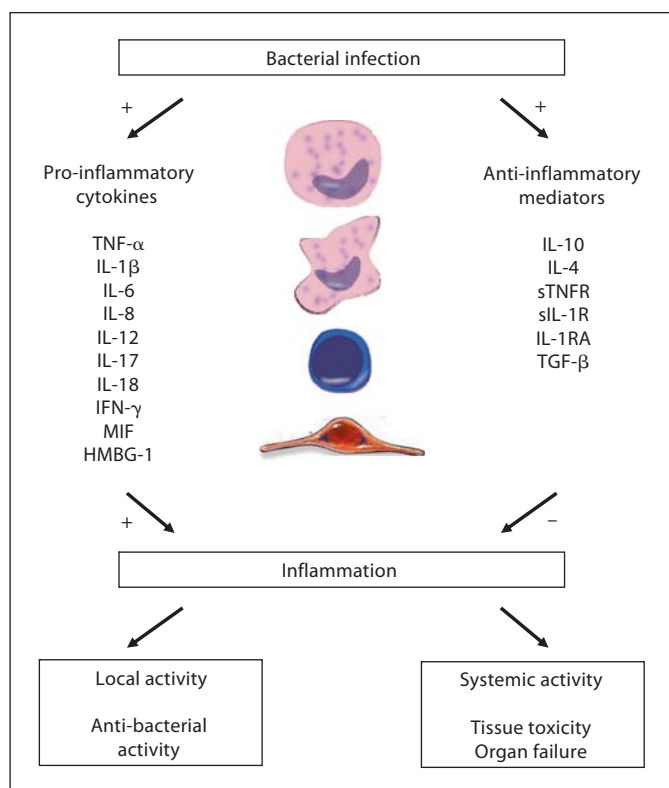 Bacterial infection
+
+
Pro-inflammatory
cytokines
TNF-α
IL-1β
IL-6
IL-8
IL-12
IL-17
IL-18
IFN-γ
MIF
HMBG-1
Anti-inflammatory
mediators
IL-10
IL-4
sTNFR
sIL-1R
IL-1RA
TGF-β
+
–
Inflammation
Local activity
Anti-bacterial
activity
Systemic activity
Tissue toxicity
Organ failure